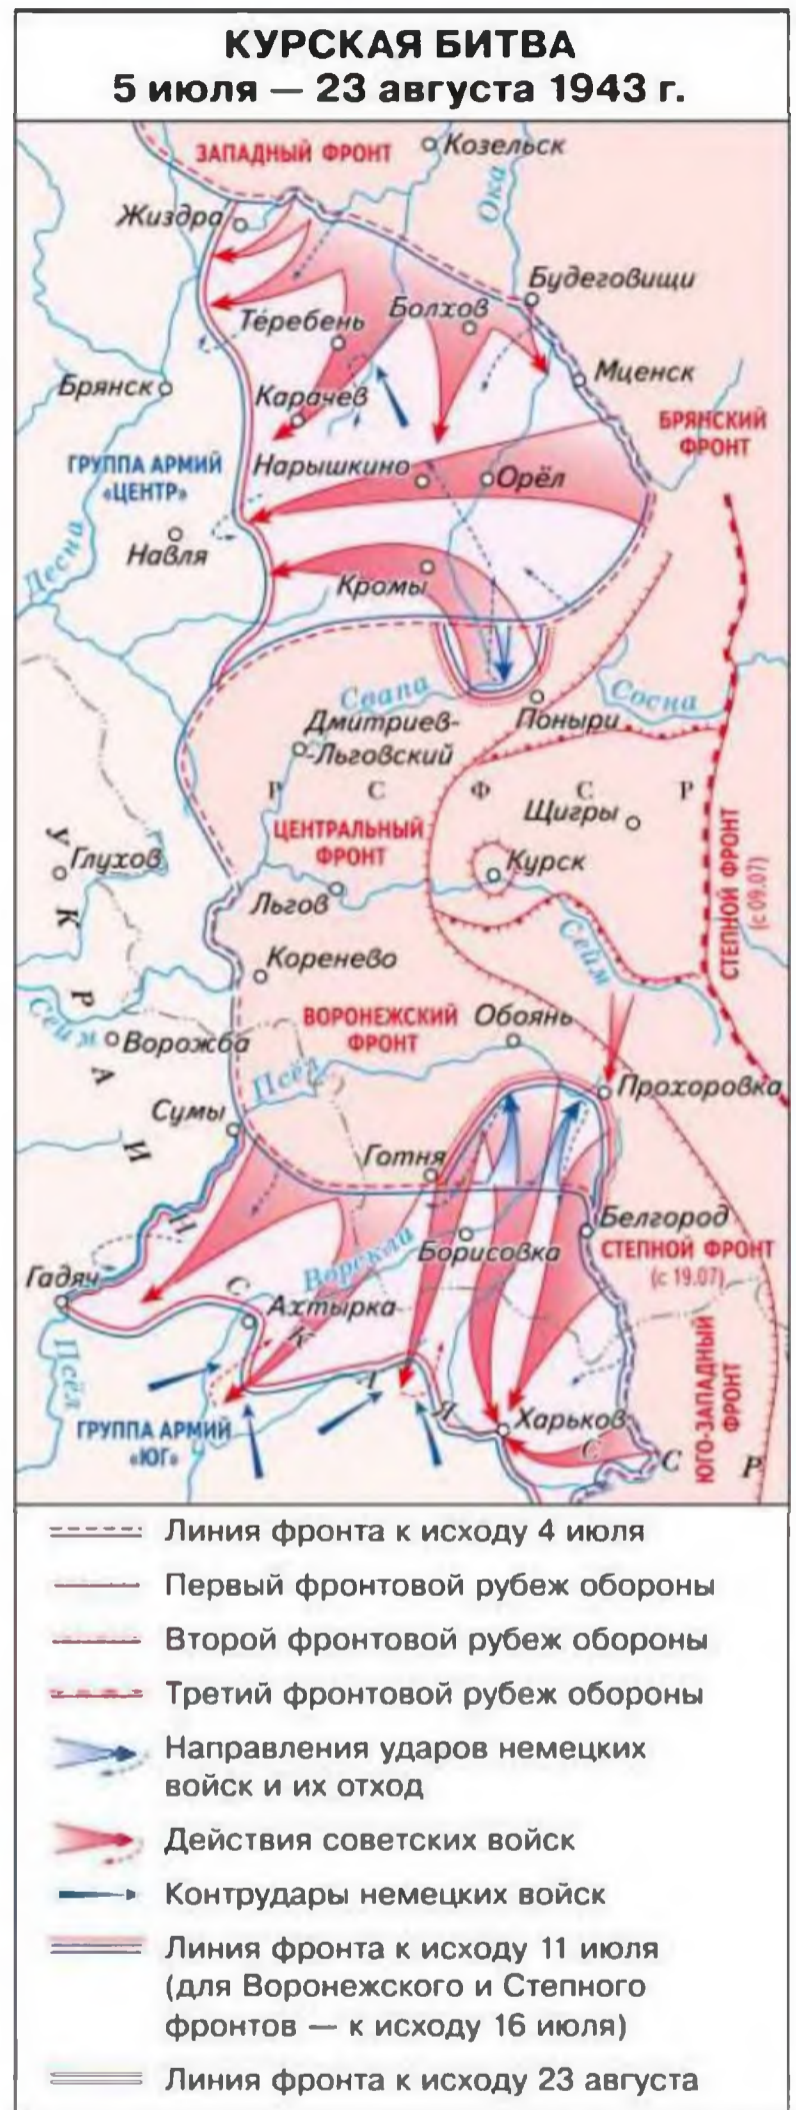 КУРСКАЯ БИТВА
5 июля — 23 августа 1943 г.
ЗАПАДНЫЙ ФРОНТ
Козельск
Ока
Жиздра
Будеговищи
Теребень
Болхов
Мценск
Брянск
Карачев
БРЯНСКИЙ
ФРОНТ
ГРУППА АРМИЙ
«ЦЕНТР»
Нарышкино
Орёл
Навля
Десна
Кромы
Свапа
Сосна
Поныри
Дмитриев-
-Льговский
Р С Ф С Р
Щигры
ЦЕНТРАЛЬНЫЙ
ФРОНТ
СТЕПНОЙ ФРОНТ
(с 09.07)
Глухов
Курск
Льгов
Сейм
Коренево
ВОРОНЕЖСКИЙ
ФРОНТ
Обоянь
Сейм
Ворожба
Псёл
Прохоровка
Сумы
Готня
Белгород
Борисовка
СТЕПНОЙ ФРОНТ
(с 19.07)
Ворскла
Гадяч
Ахтырка
Псёл
ЮГО-ЗАПАДНЫЙ
ФРОНТ
ГРУППА АРМИЙ
«ЮГ»
Харьков
У К Р А И Н С К А Я С С Р
Линия фронта к исходу 4 июля
Первый фронтовой рубеж обороны
Второй фронтовой рубеж обороны
Третий фронтовой рубеж обороны
Направления ударов немецких
войск и их отход
Действия советских войск
Контрудары немецких войск
Линия фронта к исходу 11 июля
(для Воронежского и Степного
фронтов — к исходу 16 июля)
Линия фронта к исходу 23 августа